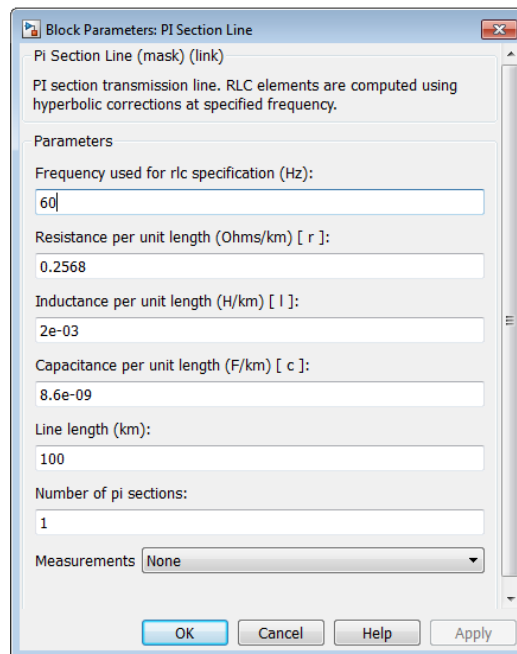 Block Parameters: PI Section Line
Pi Section Line (mask) (link)
PI section transmission line. RLC elements are computed using
hyperbolic corrections at specified frequency.
Parameters
Frequency used for rlc specification (Hz):
60
Resistance per unit length (Ohms/km) [ r ]:
0.2568
Inductance per unit length (H/km) [ l ]:
2e-03
Capacitance per unit length (F/km) [ c ]:
8.6e-09
Line length (km):
100
Number of pi sections:
1
Measurements None
OK Cancel Help Apply